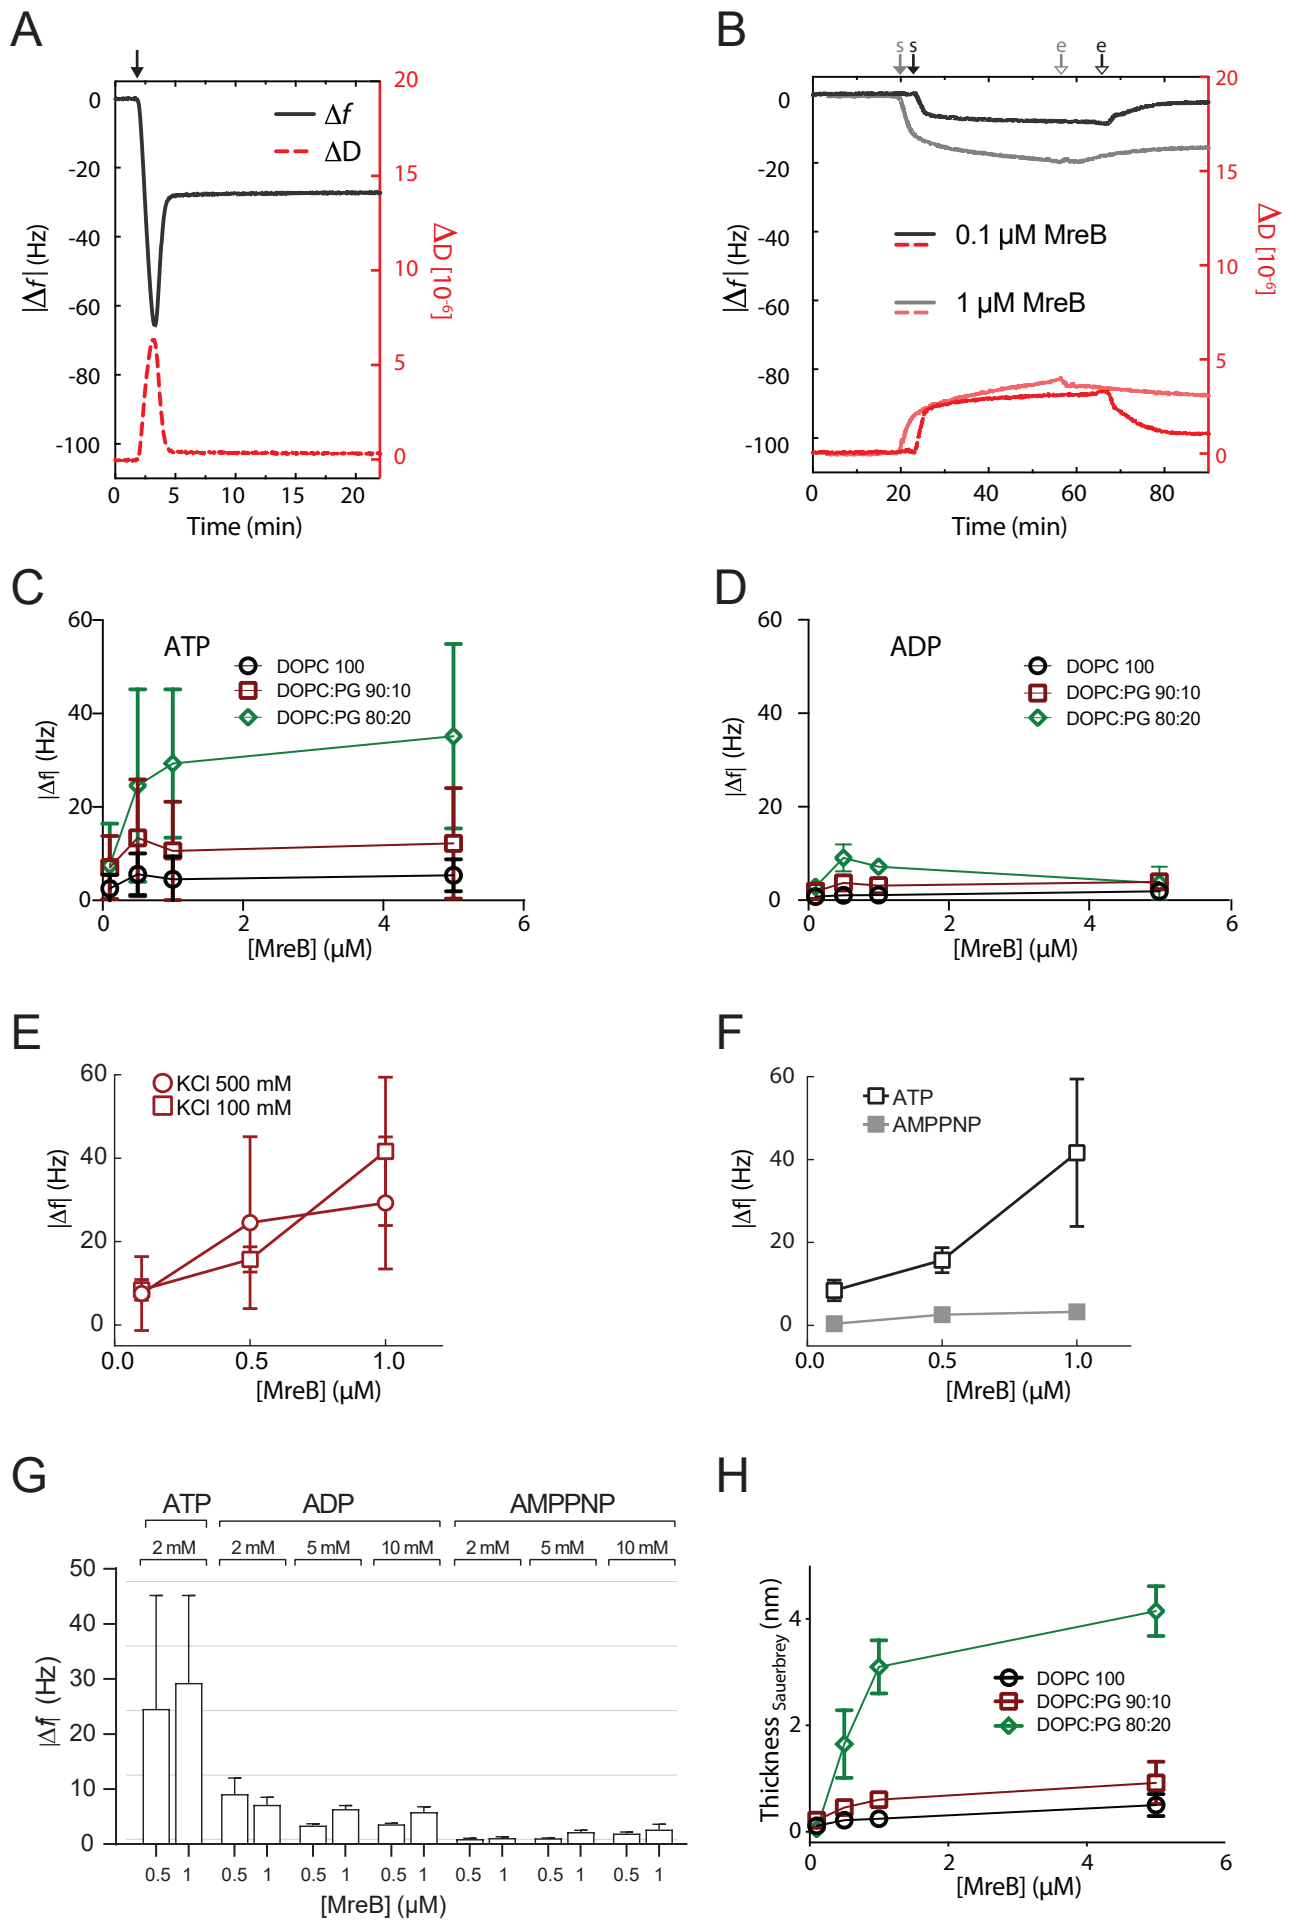 A
Δf
ΔD
0
-20
-40
-60
-80
-100
|Δf| (Hz)
20
15
10
5
0
ΔD [10-6]
0 5 10 15 20
Time (min)
B
s s e e
0
-20
-40
-60
-80
-100
|Δf| (Hz)
0.1 µM MreB
1 µM MreB
20
15
10
5
0
ΔD [10-6]
0 20 40 60 80
Time (min)
C
ATP
DOPC 100
DOPC:PG 90:10
DOPC:PG 80:20
60
40
20
0
|Δf| (Hz)
0 2 4 6
[MreB] (µM)
D
ADP
DOPC 100
DOPC:PG 90:10
DOPC:PG 80:20
60
40
20
0
|Δf| (Hz)
0 2 4 6
[MreB] (µM)
E
KCl 500 mM
KCl 100 mM
60
40
20
0
|Δf| (Hz)
0.0 0.5 1.0
[MreB] (µM)
F
ATP
AMPPNP
60
40
20
0
|Δf| (Hz)
0.0 0.5 1.0
[MreB] (µM)
G
ATP ADP AMPPNP
2 mM 2 mM 5 mM 10 mM 2 mM 5 mM 10 mM
50
40
30
20
10
0
|Δf| (Hz)
0.5 1 0.5 1 0.5 1 0.5 1 0.5 1 0.5 1 0.5 1
[MreB] (µM)
H
Thickness Sauerbrey (nm)
4
2
0
DOPC 100
DOPC:PG 90:10
DOPC:PG 80:20
0 2 4 6
[MreB] (µM)